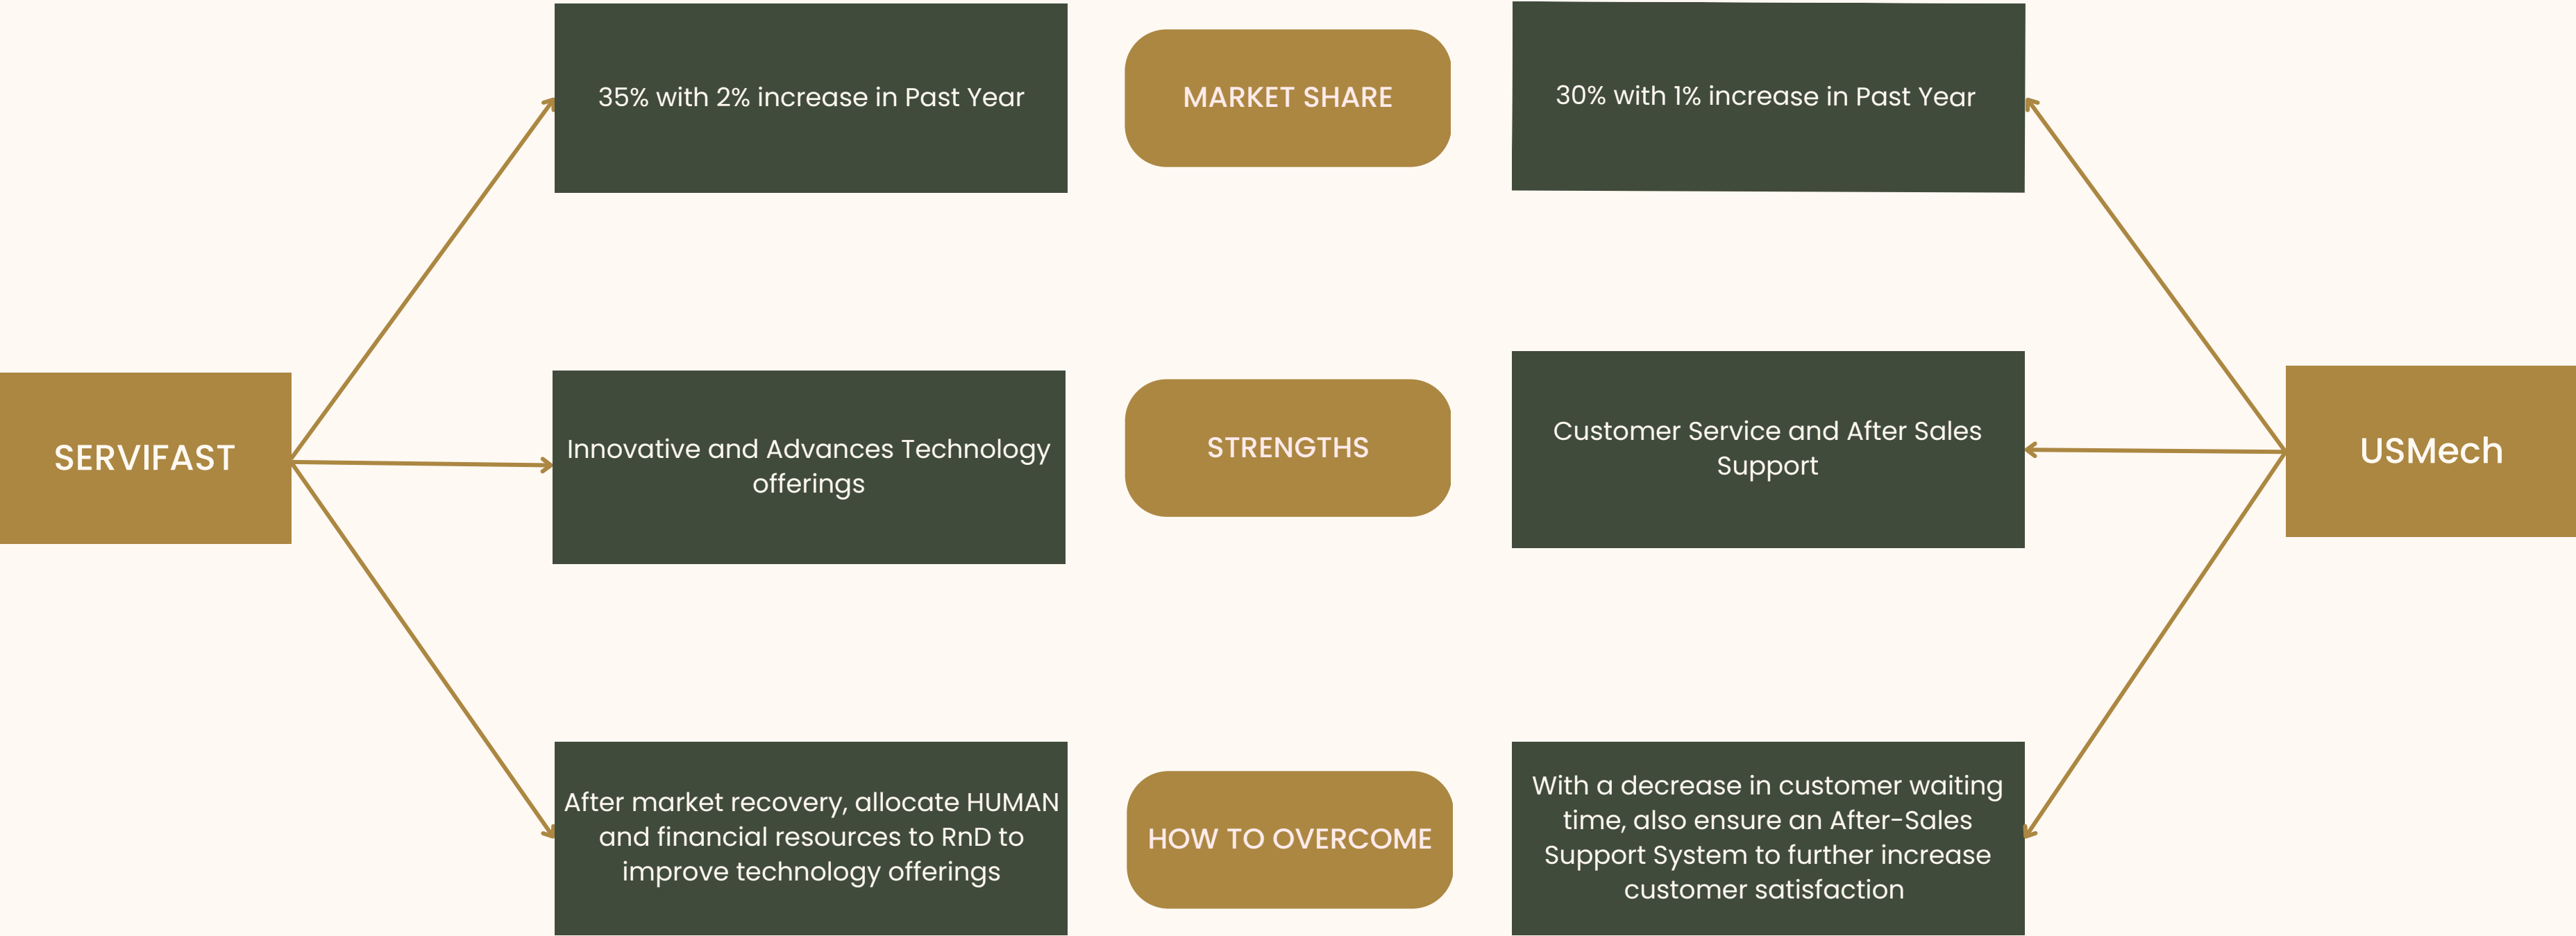 35% with 2% increase in Past Year
MARKET SHARE
30% with 1% increase in Past Year
SERVIFAST
Innovative and Advances Technology
offerings
STRENGTHS
Customer Service and After Sales
Support
USMech
After market recovery, allocate HUMAN
and financial resources to RnD to
improve technology offerings
HOW TO OVERCOME
With a decrease in customer waiting
time, also ensure an After-Sales
Support System to further increase
customer satisfaction